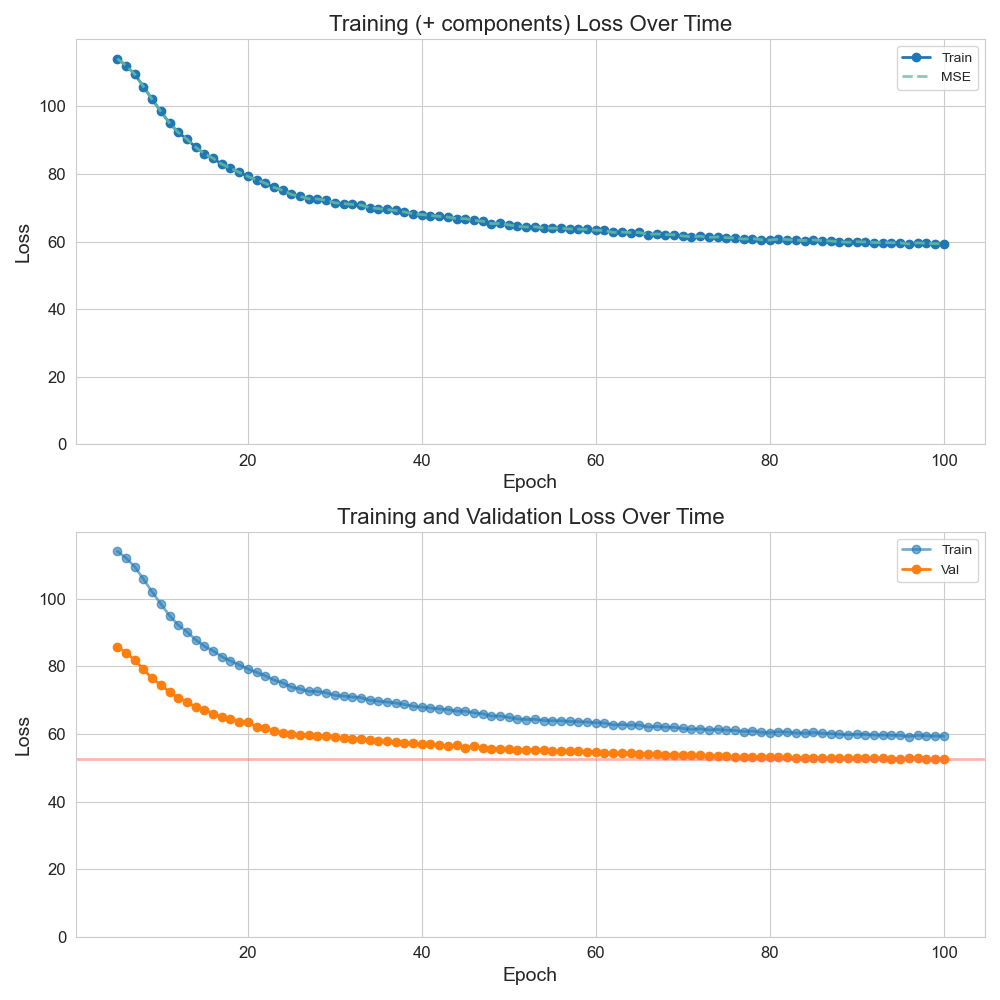 Training (+ components) Loss Over Time
Train
MSE
Loss
100
80
60
40
20
0
20 40 60 80 100
Epoch
Training and Validation Loss Over Time
Train
Val
Loss
100
80
60
40
20
0
20 40 60 80 100
Epoch